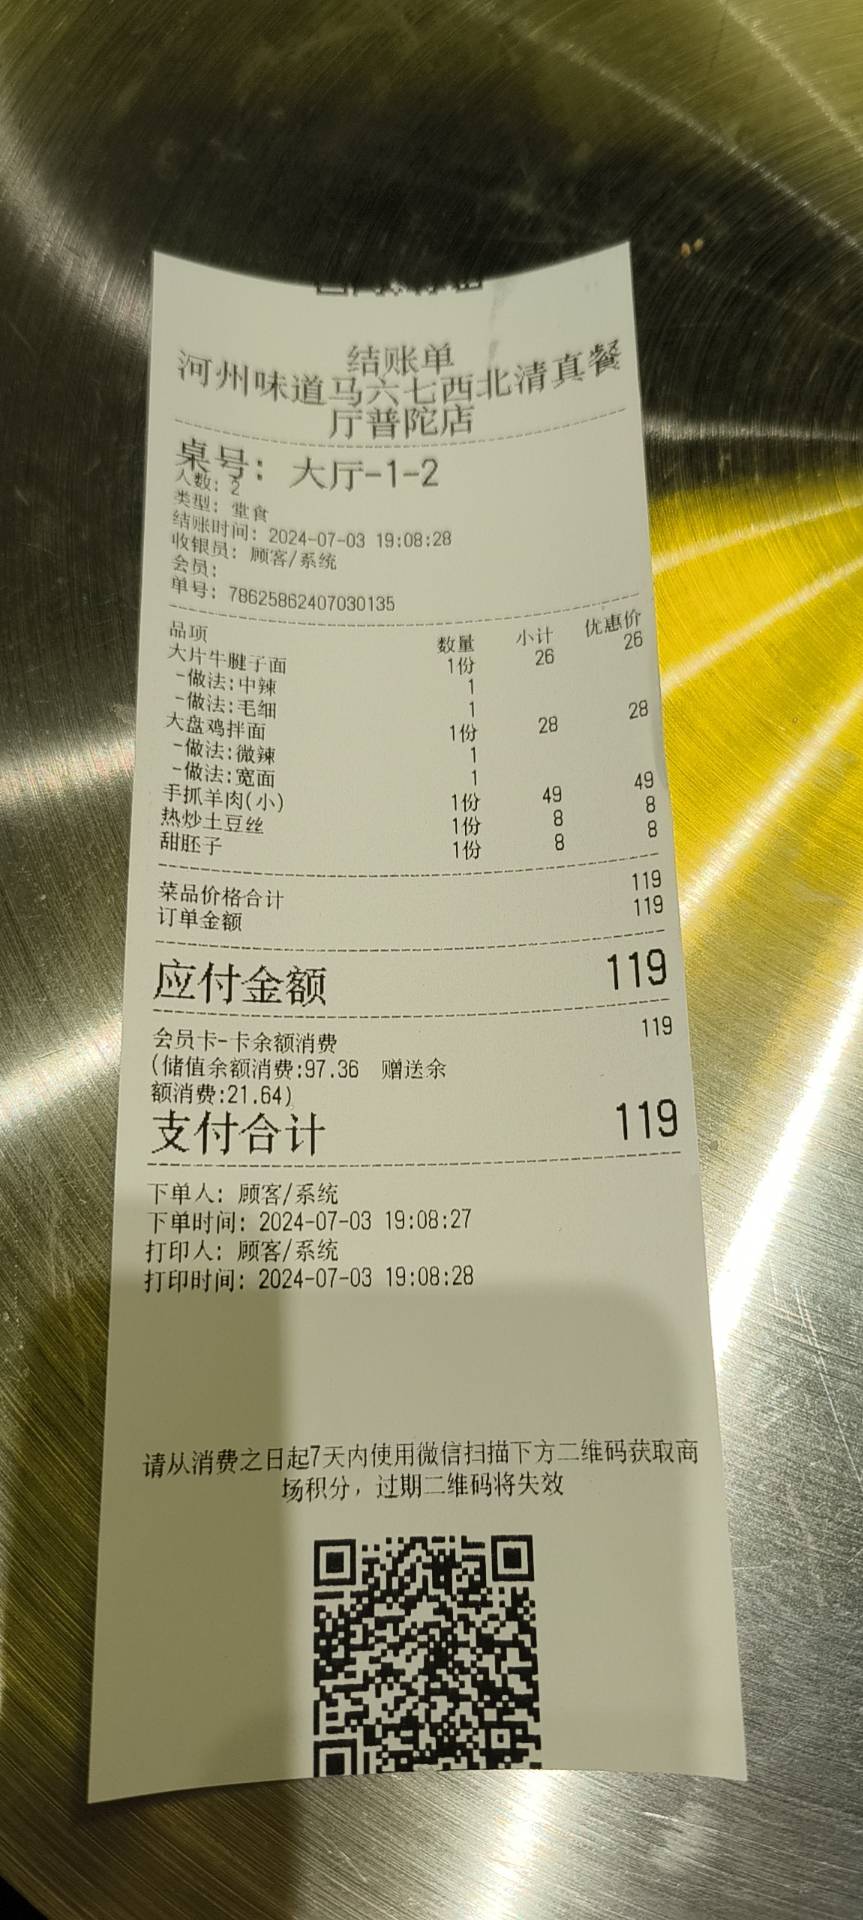 结账单
河州味道马六七西北清真餐
厅普陀店
桌号: 大厅-1-2
人数: 2
类型: 堂食
结账时间: 2024-07-03 19:08:28
收银员: 顾客/系统
会员:
单号: 78625862407030135
品项 数量 小计 优惠价
大片牛腱子面 1份 26 26
-做法:中辣 1
-做法:毛细 1
大盘鸡拌面 1份 28 28
-做法:微辣 1
-做法:宽面 1
手抓羊肉(小) 1份 49 49
热炒土豆丝 1份 8 8
甜胚子 1份 8 8
菜品价格合计 119
订单金额 119
应付金额 119
会员卡-卡余额消费 119
(储值余额消费:97.36 赠送余
额消费:21.64)
支付合计 119
下单人: 顾客/系统
下单时间: 2024-07-03 19:08:27
打印人: 顾客/系统
打印时间: 2024-07-03 19:08:28
请从消费之日起7天内使用微信扫描下方二维码获取商
场积分，过期二维码将失效